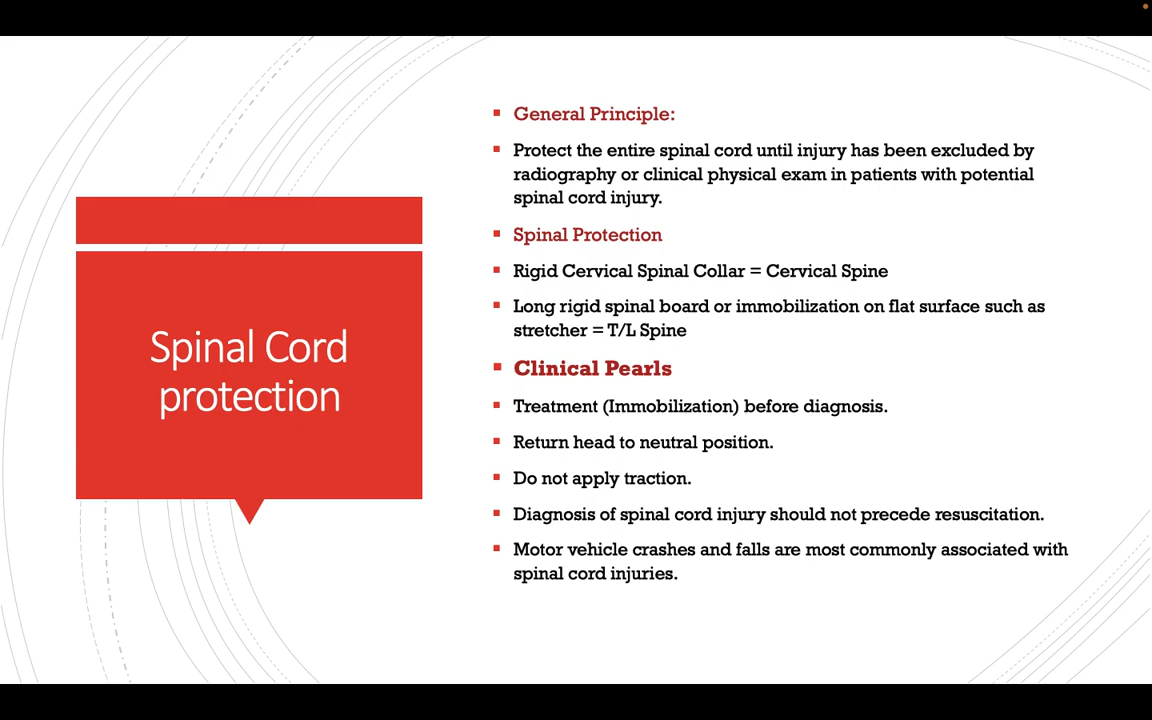 Spinal Cord
protection
General Principle:
Protect the entire spinal cord until injury has been excluded by
radiography or clinical physical exam in patients with potential
spinal cord injury.
Spinal Protection
Rigid Cervical Spinal Collar = Cervical Spine
Long rigid spinal board or immobilization on flat surface such as
stretcher = T/L Spine
Clinical Pearls
Treatment (Immobilization) before diagnosis.
Return head to neutral position.
Do not apply traction.
Diagnosis of spinal cord injury should not precede resuscitation.
Motor vehicle crashes and falls are most commonly associated with
spinal cord injuries.